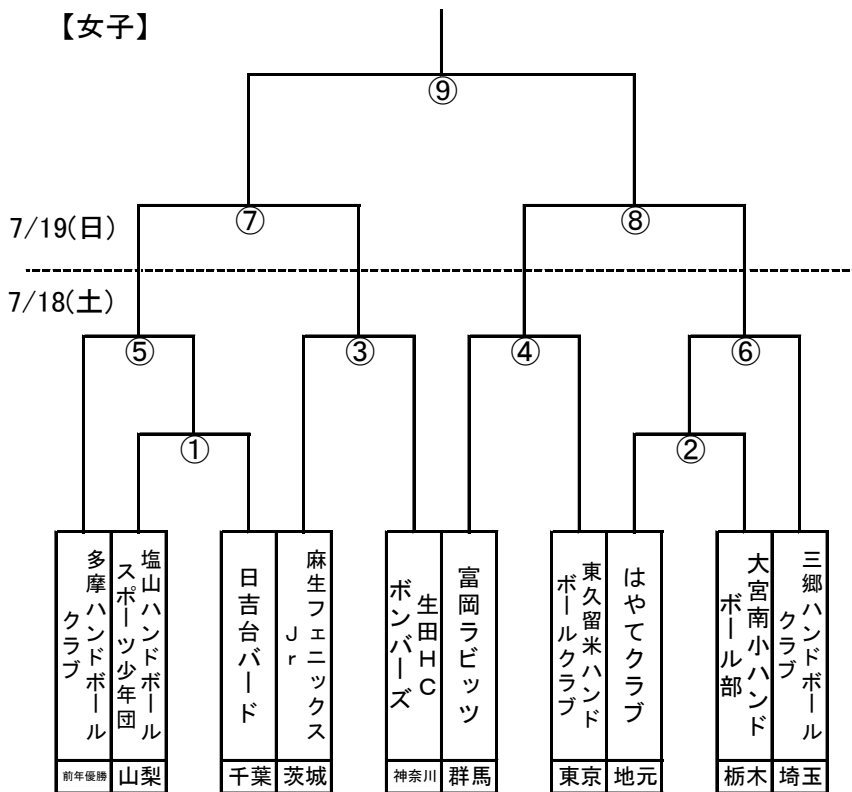 【女子】
⑨
⑦
⑧
7/19(日)
7/18(土)
⑤
③
④
⑥
①
②
多摩ハンドボール
クラブ
塩山ハンドボール
スポーツ少年団
日吉台バード
麻生フェニックス
Jr
生田HC
ボンバーズ
富岡ラビッツ
東久留米ハンド
ボールクラブ
はやてクラブ
大宮南小ハンド
ボール部
三郷ハンドボール
クラブ
前年優勝
山梨
千葉
茨城
神奈川
群馬
東京
地元
栃木
埼玉